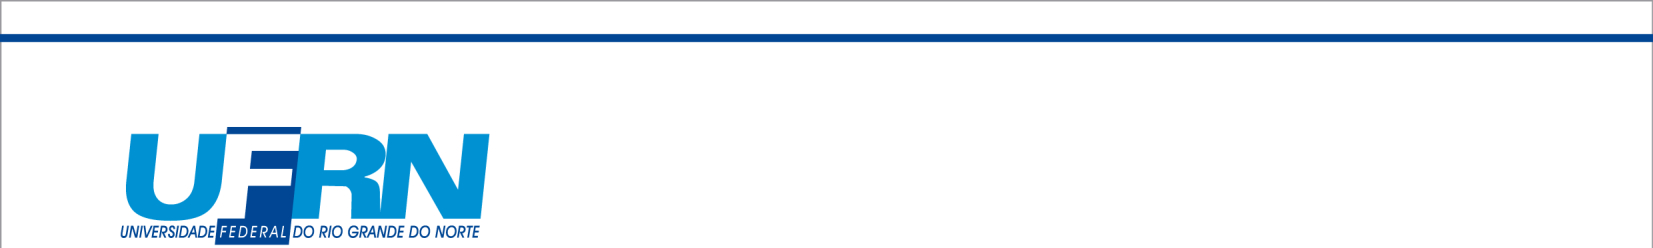 UFRN
UNIVERSIDADE FEDERAL DO RIO GRANDE DO NORTE